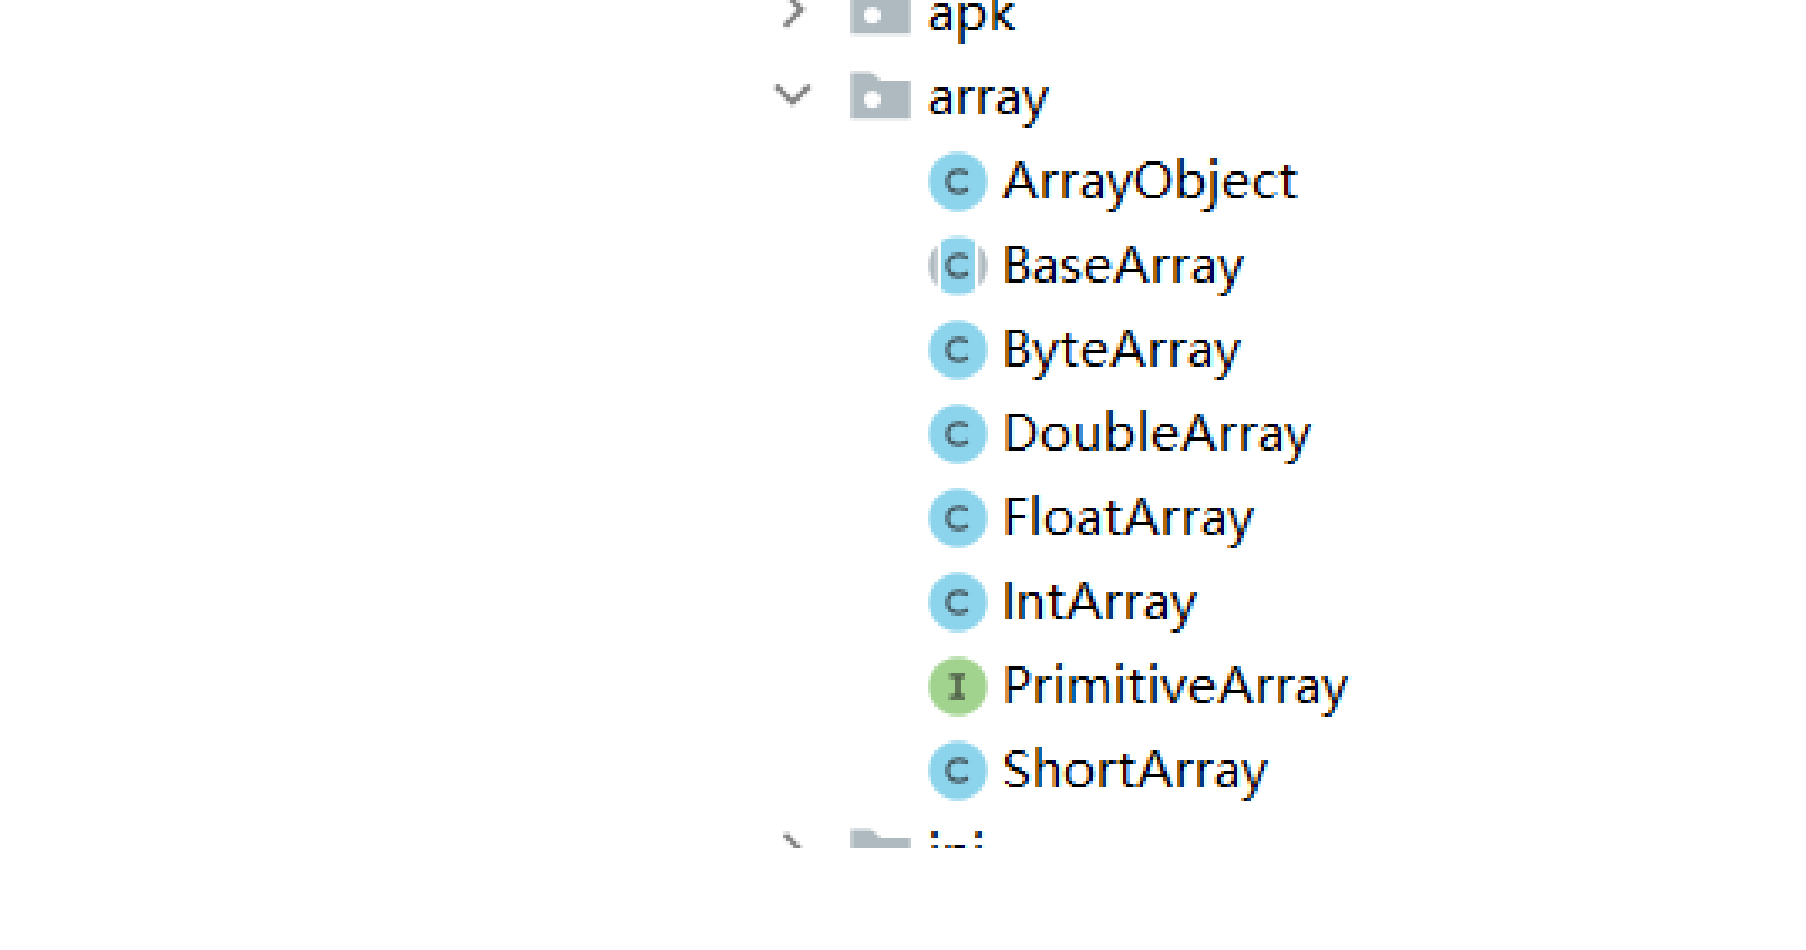 apk
array
C ArrayObject
C BaseArray
C ByteArray
C DoubleArray
C FloatArray
C IntArray
I PrimitiveArray
C ShortArray